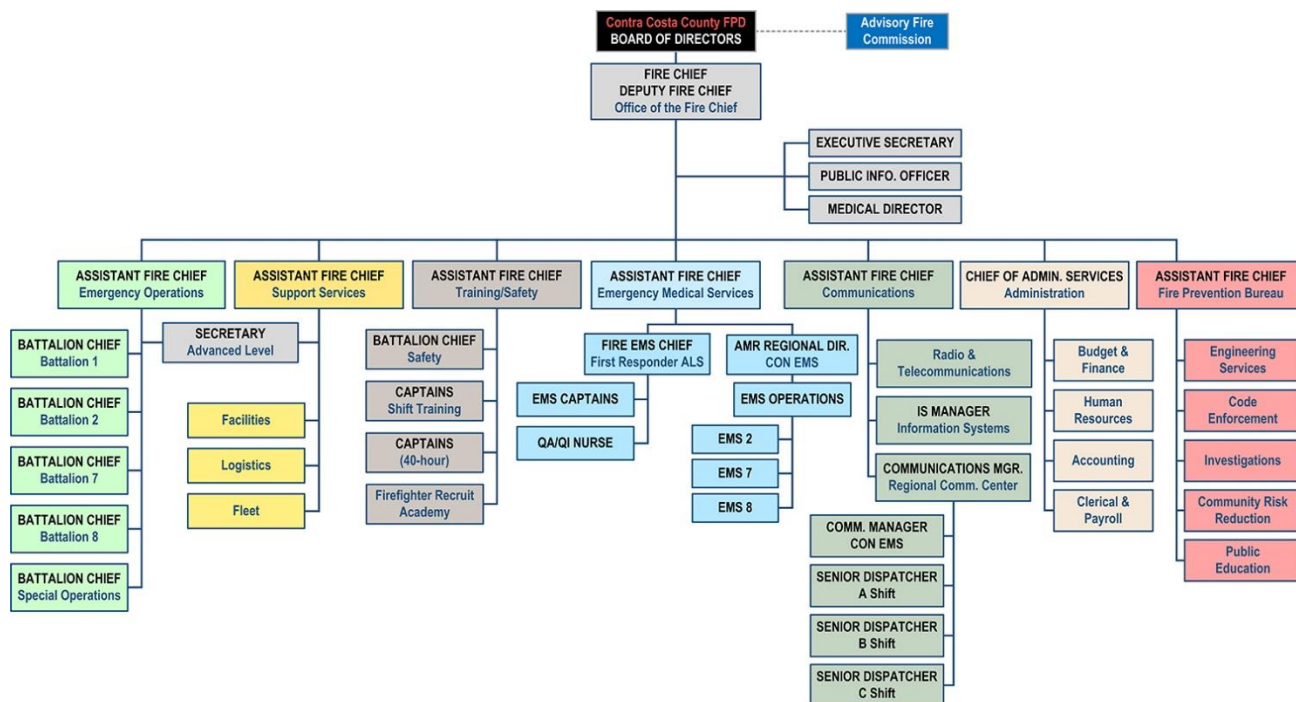 Contra Costa County FPD
BOARD OF DIRECTORS
Advisory Fire
Commission
FIRE CHIEF
DEPUTY FIRE CHIEF
Office of the Fire Chief
EXECUTIVE SECRETARY
PUBLIC INFO. OFFICER
MEDICAL DIRECTOR
ASSISTANT FIRE CHIEF
Emergency Operations
ASSISTANT FIRE CHIEF
Support Services
ASSISTANT FIRE CHIEF
Training/Safety
ASSISTANT FIRE CHIEF
Emergency Medical Services
ASSISTANT FIRE CHIEF
Communications
CHIEF OF ADMIN. SERVICES
Administration
ASSISTANT FIRE CHIEF
Fire Prevention Bureau
BATTALION CHIEF
Battalion 1
BATTALION CHIEF
Battalion 2
BATTALION CHIEF
Battalion 7
BATTALION CHIEF
Battalion 8
BATTALION CHIEF
Special Operations
SECRETARY
Advanced Level
Facilities
Logistics
Fleet
BATTALION CHIEF
Safety
CAPTAINS
Shift Training
CAPTAINS
(40-hour)
Firefighter Recruit
Academy
FIRE EMS CHIEF
First Responder ALS
EMS CAPTAINS
QA/QI NURSE
AMR REGIONAL DIR.
CON EMS
EMS OPERATIONS
EMS 2
EMS 7
EMS 8
Radio &
Telecommunications
IS MANAGER
Information Systems
COMMUNICATIONS MGR.
Regional Comm. Center
COMM. MANAGER
CON EMS
SENIOR DISPATCHER
A Shift
SENIOR DISPATCHER
B Shift
SENIOR DISPATCHER
C Shift
Budget &
Finance
Human
Resources
Accounting
Clerical &
Payroll
Engineering
Services
Code
Enforcement
Investigations
Community Risk
Reduction
Public
Education